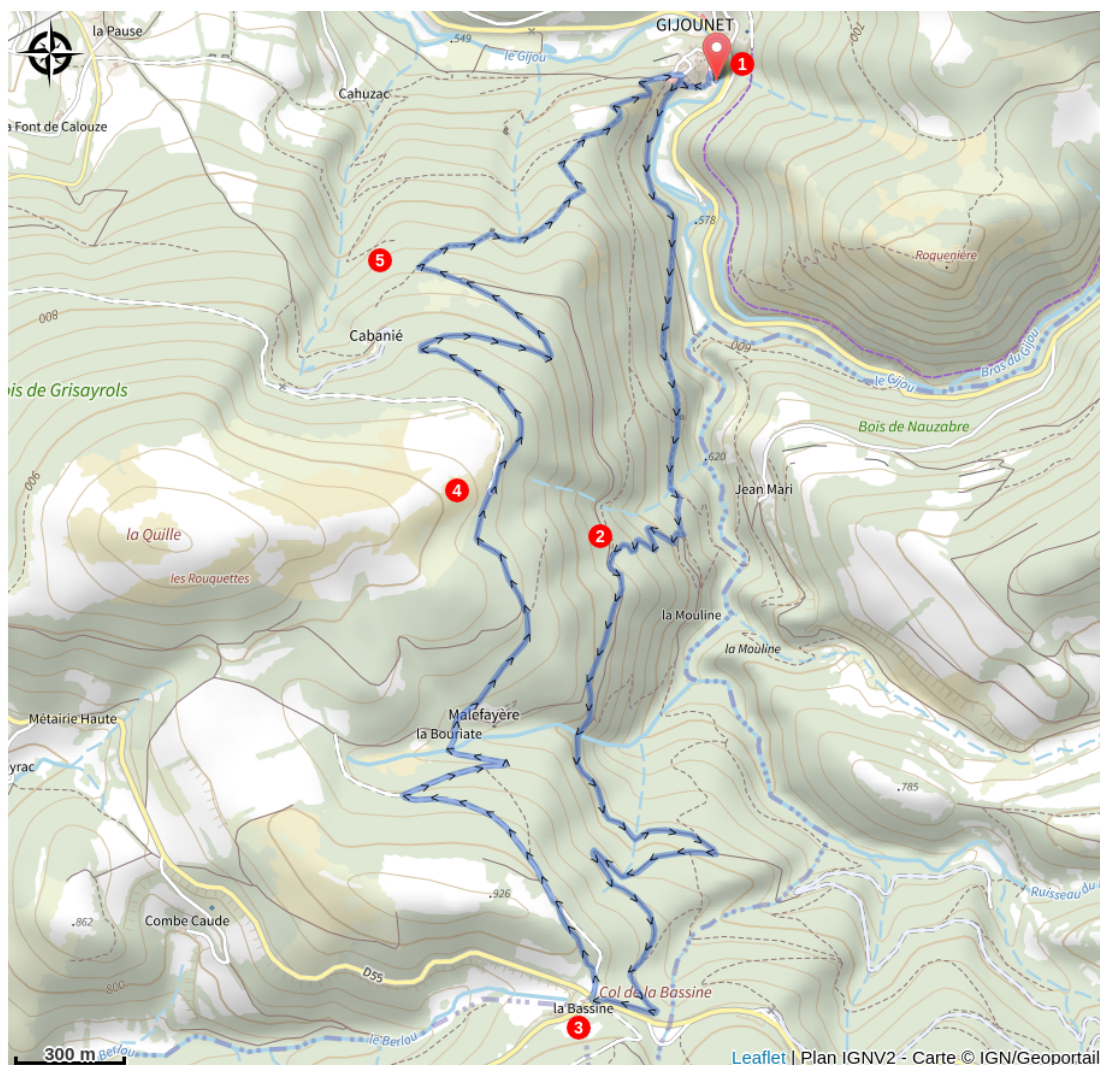 la Pause
GIJOUNET
.549
le Gijou
700
1
Cahuzac
a Font de Calouze
.578
Roquenière
5
800
Cabanié
600
le Gijou
Bras du Gijou
ois de Grisayrols
Bois de Nauzabre
.620
900
4
Jean Mari
la Quille
2
les Rouquettes
la Mouline
la Mouline
Malefayère
Métairie Haute
la Bouriate
yrac
.785
.926
Ruisseau du
.862
Combe Caude
D55
800
Col de la Bassine
la Bassine
3
le Berlou
Berlou
300 m
Leaflet | Plan IGNV2 - Carte © IGN/Geoportail